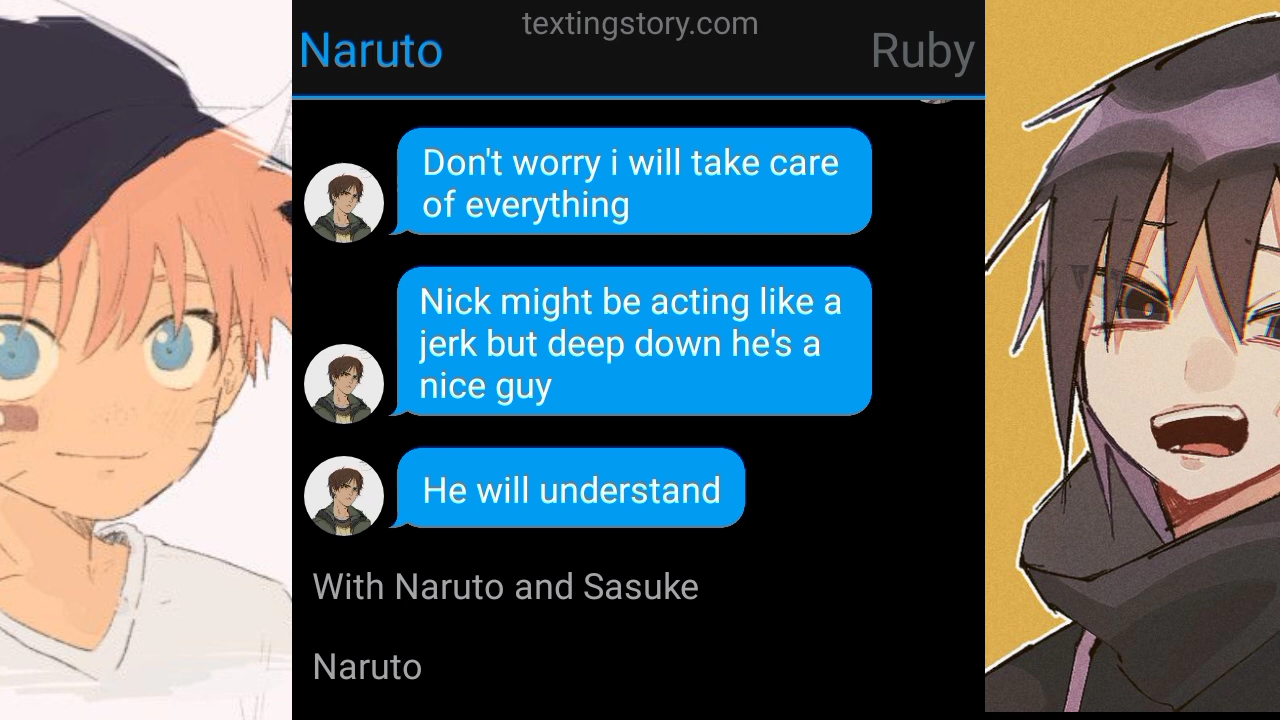 textingstory.com
Naruto
Ruby
Don't worry i will take care
of everything
Nick might be acting like a
jerk but deep down he's a
nice guy
He will understand
With Naruto and Sasuke
Naruto